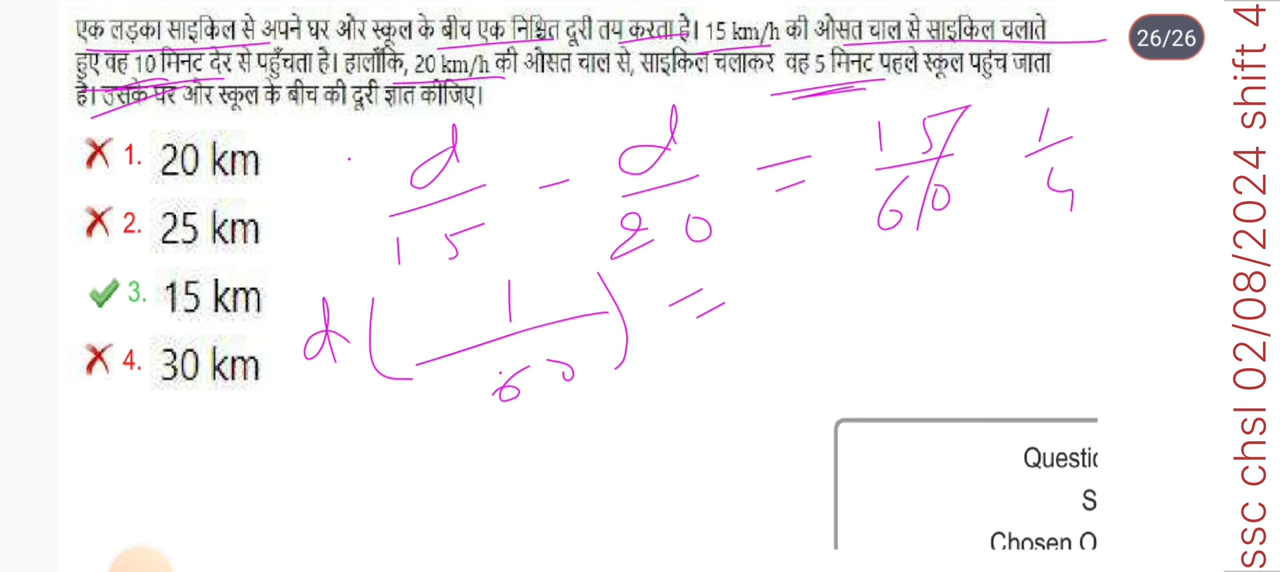 एक लड़का साइकिल से अपने घर और स्कूल के बीच एक निश्चित दूरी तय करता है। 15 km/h की औसत चाल से साइकिल चलाते
हुए वह 10 मिनट देर से पहुँचता है। हालाँकि, 20 km/h की औसत चाल से, साइकिल चलाकर वह 5 मिनट पहले स्कूल पहुंच जाता
है। उसके घर और स्कूल के बीच की दूरी ज्ञात कीजिए।
26/26
1. 20 km
2. 25 km
3. 15 km
4. 30 km
d/15 - d/20 = 15/60 1/4
d(1/60) =
Questic
S
Chosen O
ssc chsl 02/08/2024 shift 4